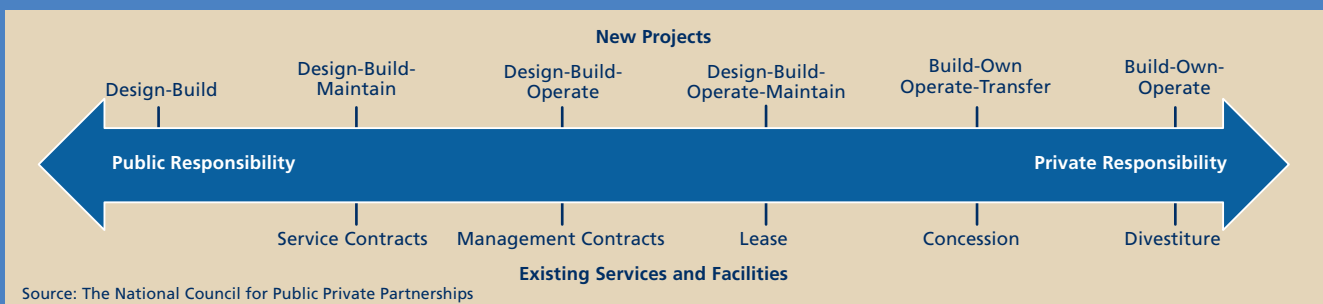 New Projects
Design-Build
Design-Build-
Maintain
Design-Build-
Operate
Design-Build-
Operate-Maintain
Build-Own
Operate-Transfer
Build-Own-
Operate
Public Responsibility
Private Responsibility
Service Contracts
Management Contracts
Lease
Concession
Divestiture
Existing Services and Facilities
Source: The National Council for Public Private Partnerships